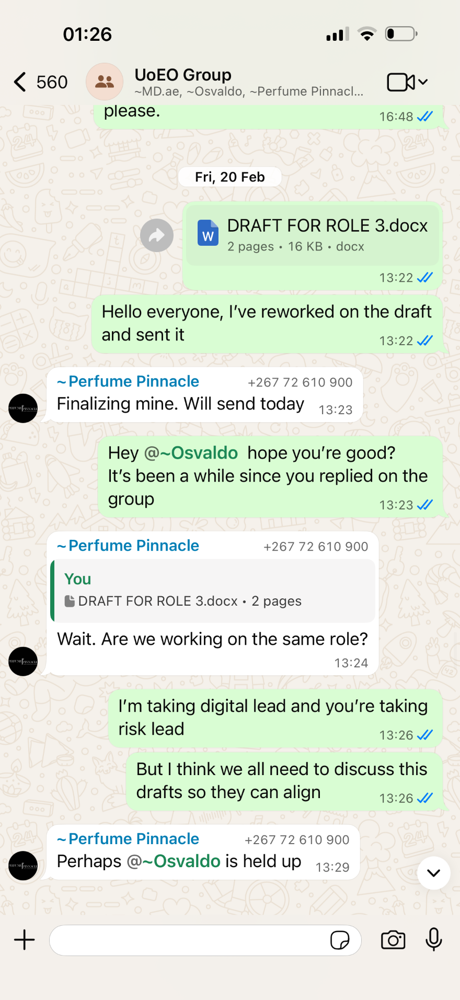 01:26
560
UoEO Group
~MD.ae, ~Osvaldo, ~Perfume Pinnacl...
please.
16:48
Fri, 20 Feb
W
DRAFT FOR ROLE 3.docx
2 pages • 16 KB • docx
13:22
Hello everyone, I’ve reworked on the draft
and sent it
13:22
~Perfume Pinnacle +267 72 610 900
Finalizing mine. Will send today 13:23
PERFUME PINNACLE
Hey @~Osvaldo hope you’re good?
It’s been a while since you replied on the
group
13:23
~Perfume Pinnacle +267 72 610 900
You
DRAFT FOR ROLE 3.docx • 2 pages
Wait. Are we working on the same role?
13:24
PERFUME PINNACLE
I’m taking digital lead and you’re taking
risk lead
13:26
But I think we all need to discuss this
drafts so they can align
13:26
~Perfume Pinnacle +267 72 610 900
Perhaps @~Osvaldo is held up 13:29
PERFUME PINNACLE